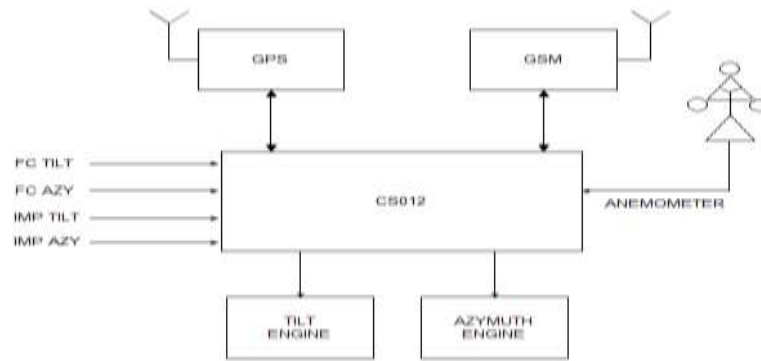 GPS
GSM
FC TILT
FC AZY
IMP TILT
IMP AZY
CS012
ANEMOMETER
TILT
ENGINE
AZYMUTH
ENGINE